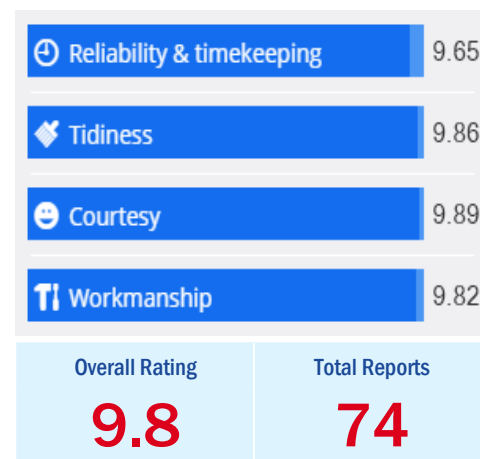 Reliability & timekeeping 9.65
Tidiness 9.86
Courtesy 9.89
Workmanship 9.82
Overall Rating Total Reports
9.8 74